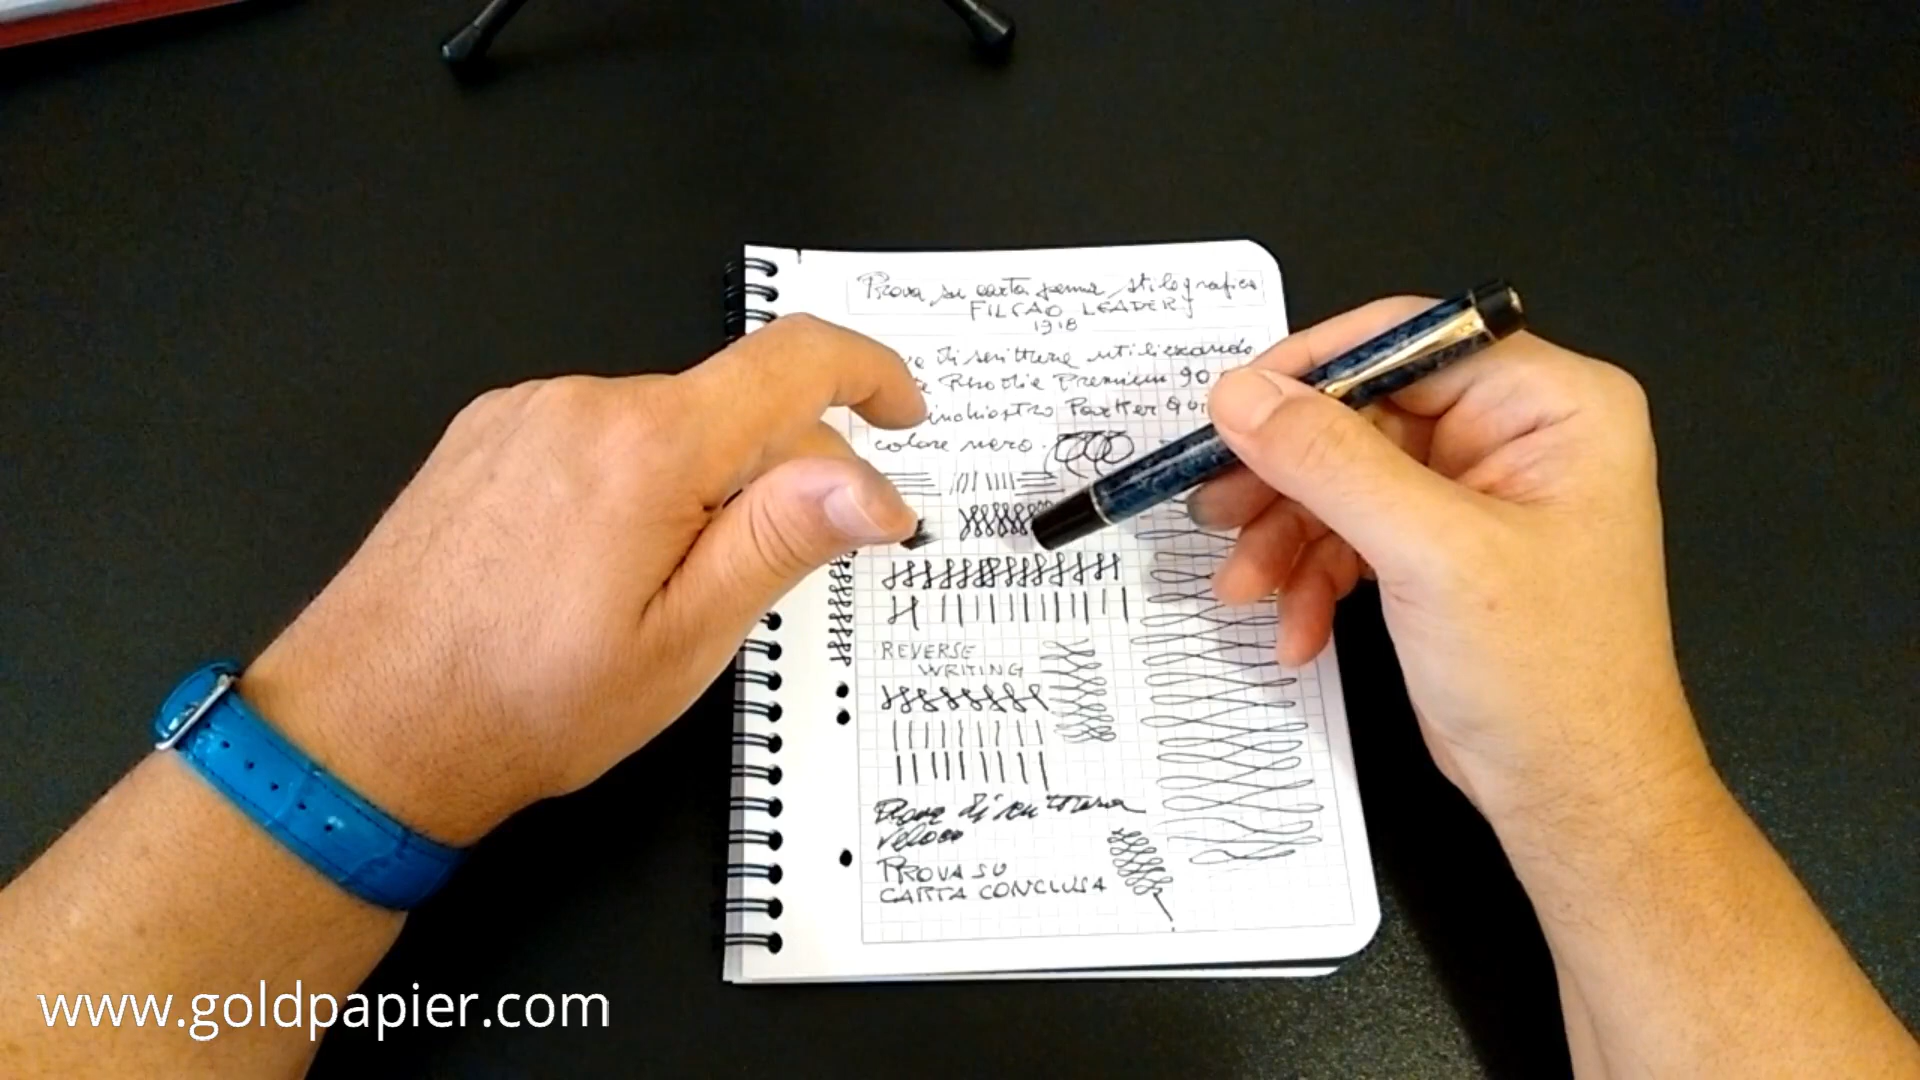 Prova su carta penna stilografica
FILCAO LEADER
1918
di scrittura utilizzando
Rhodia Premium 90
inchiostro Parker Qui
colore nero.
REVERSE
WRITING
Prova di scrittura
veloce
PROVA SU
CARTA CONCLUSA
www.goldpapier.com